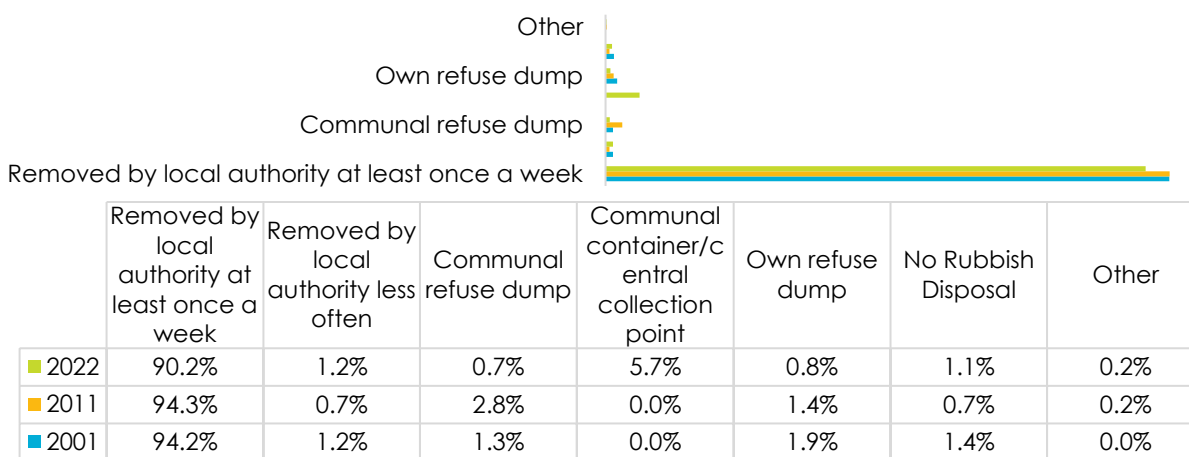 Other
Own refuse dump
Communal refuse dump
Removed by local authority at least once a week
Removed by
local
authority at
least once a
week
Removed by
local
authority less
often
Communal
refuse dump
Communal
container/c
entral
collection
point
Own refuse
dump
No Rubbish
Disposal
Other
2022 90.2% 1.2% 0.7% 5.7% 0.8% 1.1% 0.2%
2011 94.3% 0.7% 2.8% 0.0% 1.4% 0.7% 0.2%
2001 94.2% 1.2% 1.3% 0.0% 1.9% 1.4% 0.0%